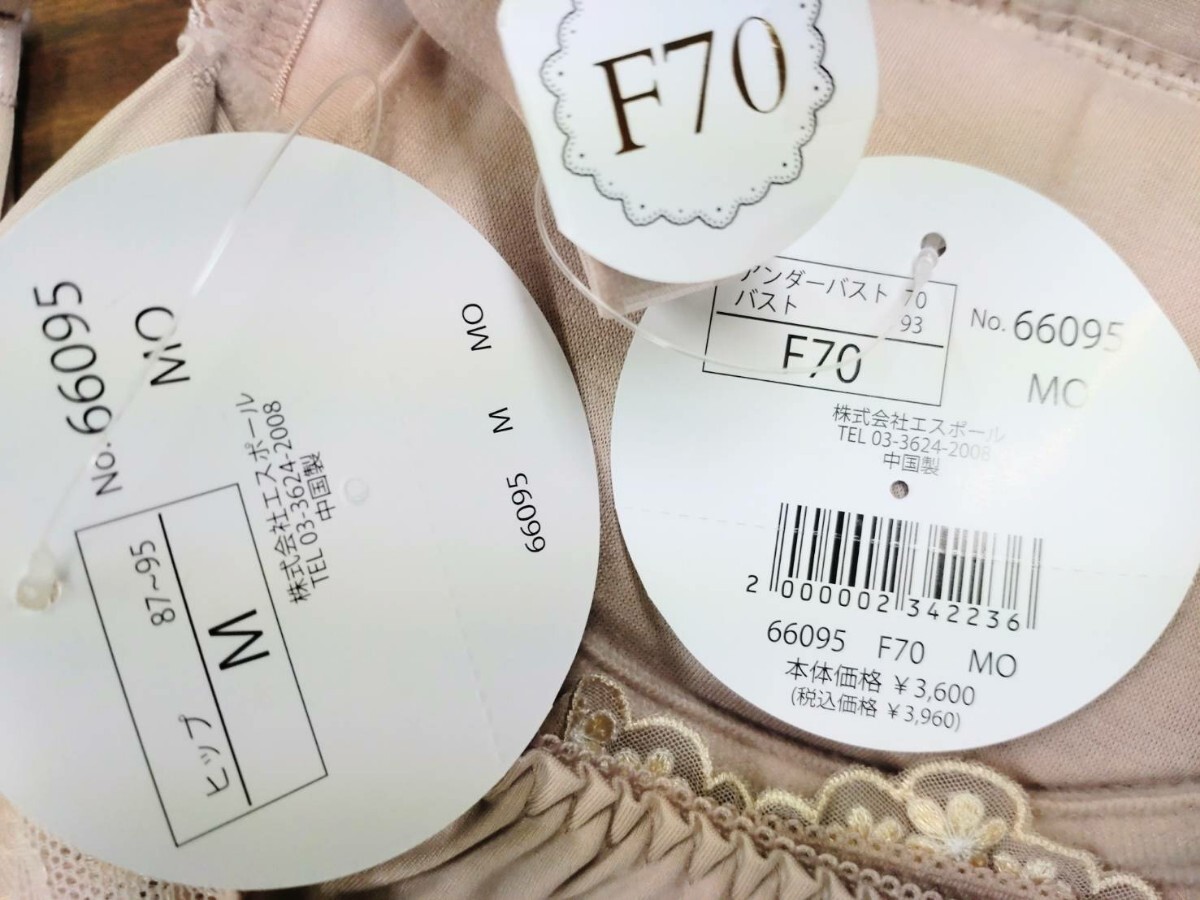 F70
アンダーバスト 70
バスト 93
F70
No. 66095
MO
株式会社エスポール
TEL 03-3624-2008
中国製
2 000002 342236
66095 F70 MO
本体価格 ¥3,600
(税込価格 ¥3,960)
No. 66095
MO
ヒップ 87~95
M
株式会社エスポール
TEL 03-3624-2008
中国製
MO
M
66095